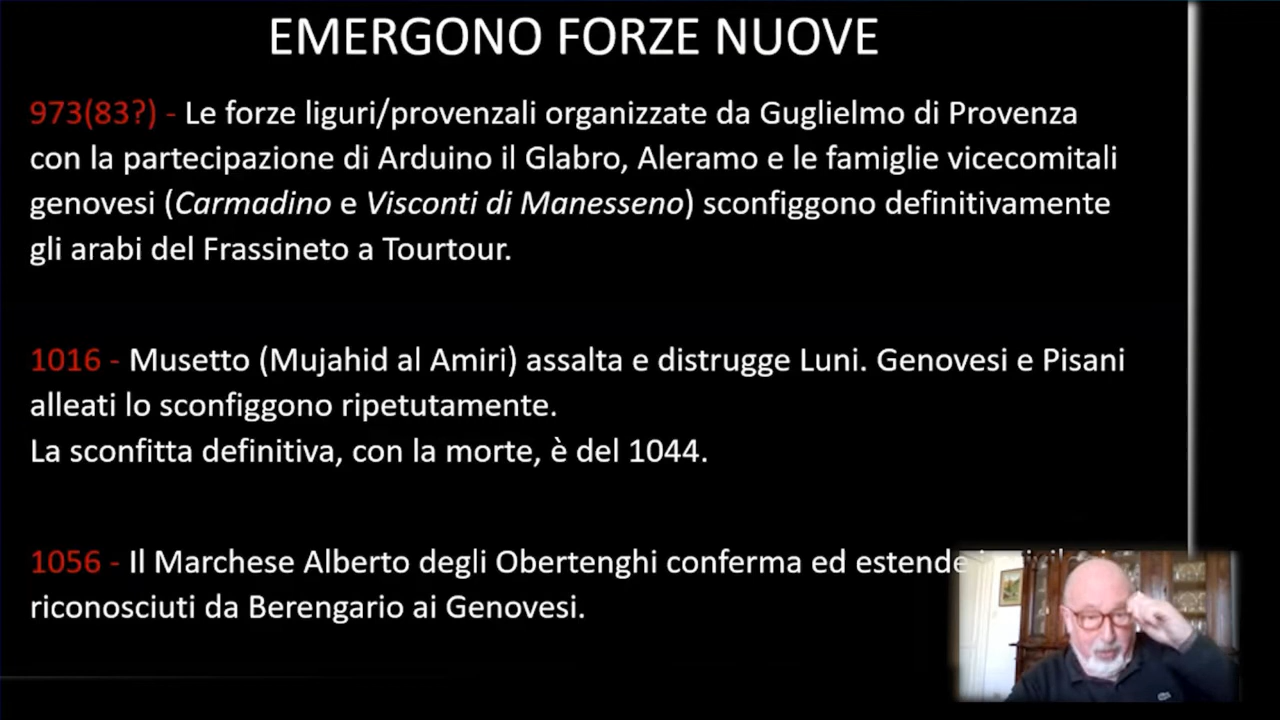 EMERGONO FORZE NUOVE
973(83?) - Le forze liguri/provenzali organizzate da Guglielmo di Provenza
con la partecipazione di Arduino il Glabro, Aleramo e le famiglie vicecomitali
genovesi (Carmadino e Visconti di Manesseno) sconfiggono definitivamente
gli arabi del Frassineto a Tourtour.
1016 - Musetto (Mujahid al Amiri) assalta e distrugge Luni. Genovesi e Pisani
alleati lo sconfiggono ripetutamente.
La sconfitta definitiva, con la morte, è del 1044.
1056 - Il Marchese Alberto degli Obertenghi conferma ed estende
riconosciuti da Berengario ai Genovesi.